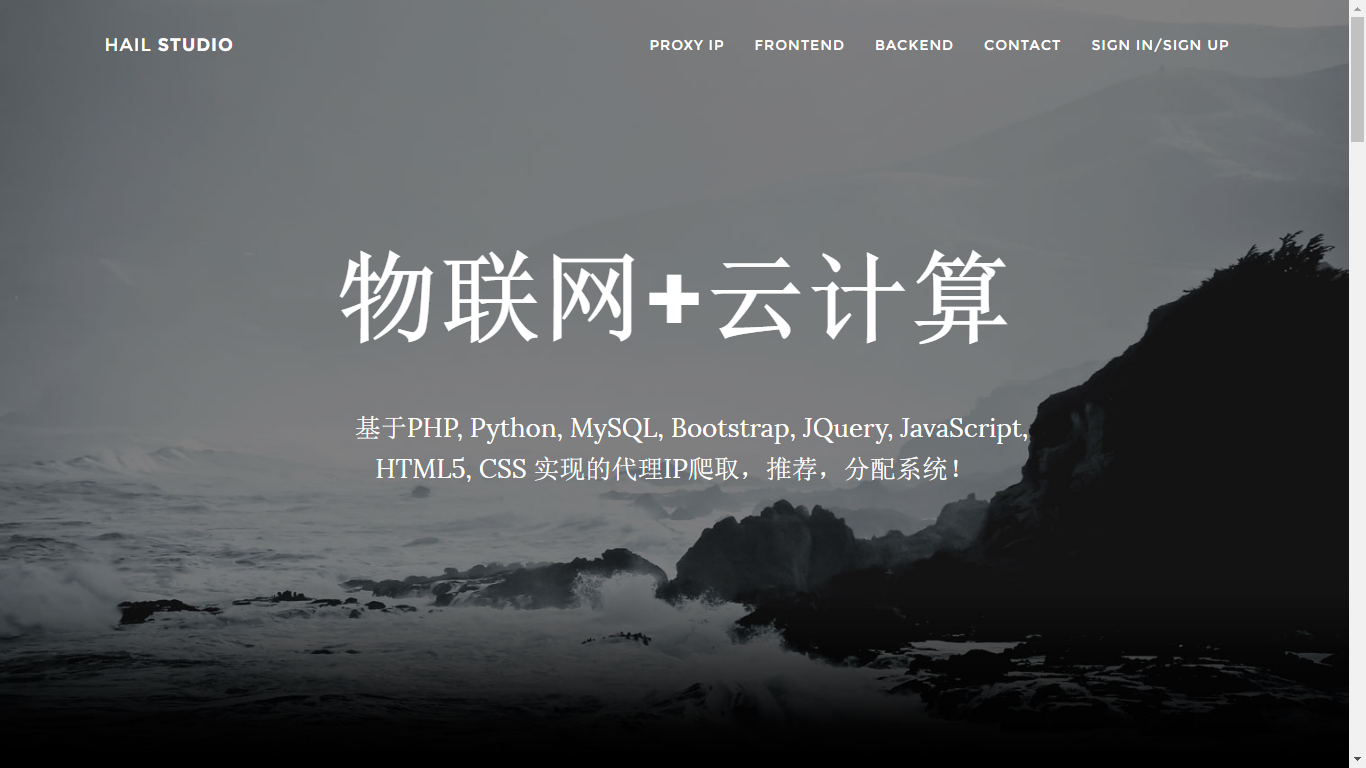 HAIL STUDIO
PROXY IP FRONTEND BACKEND CONTACT SIGN IN/SIGN UP
物联网+云计算
基于PHP, Python, MySQL, Bootstrap, JQuery, JavaScript,
HTML5, CSS 实现的代理IP爬取，推荐，分配系统！